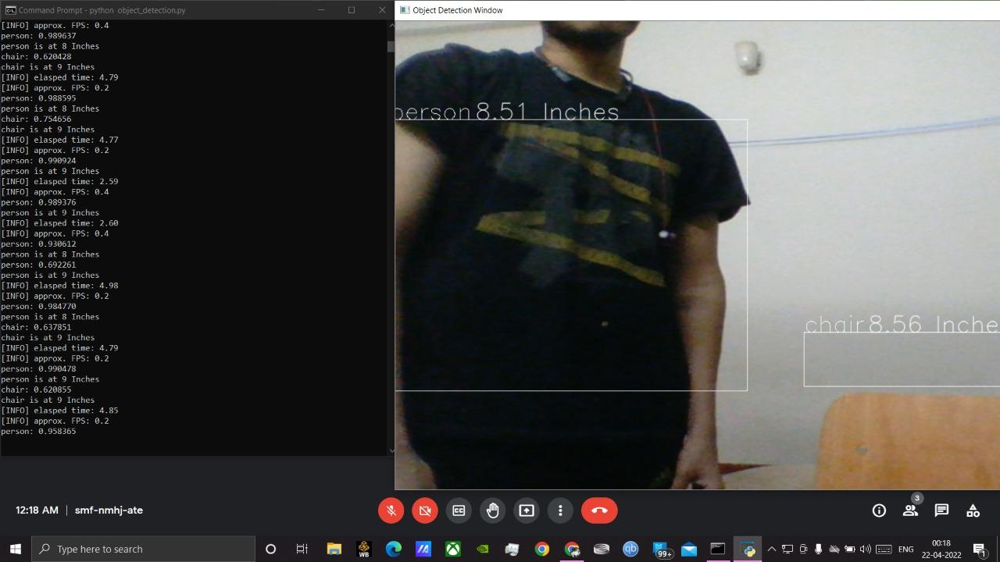 Command Prompt - python  object_detection.py
[INFO] approx. FPS: 0.4
person: 0.989637
person is at 8 Inches
chair: 0.620428
chair is at 9 Inches
[INFO] elasped time: 4.79
[INFO] approx. FPS: 0.2
person: 0.988595
person is at 8 Inches
chair: 0.754656
chair is at 9 Inches
[INFO] elasped time: 4.77
[INFO] approx. FPS: 0.2
person: 0.990924
person is at 9 Inches
[INFO] elasped time: 2.59
[INFO] approx. FPS: 0.4
person: 0.989376
person is at 9 Inches
[INFO] elasped time: 2.60
[INFO] approx. FPS: 0.4
person: 0.930612
person is at 8 Inches
person: 0.692261
person is at 9 Inches
[INFO] elasped time: 4.98
[INFO] approx. FPS: 0.2
person: 0.984770
person is at 8 Inches
chair: 0.637851
chair is at 9 Inches
[INFO] elasped time: 4.79
[INFO] approx. FPS: 0.2
person: 0.990478
person is at 9 Inches
chair: 0.620855
chair is at 9 Inches
[INFO] elasped time: 4.85
[INFO] approx. FPS: 0.2
person: 0.958365
Object Detection Window
person 8.51 Inches
chair 8.56 Inche
12:18 AM | smf-nmhj-ate
CC
3
Type here to search
WB
qb
99+
ENG
00:18
22-04-2022
1